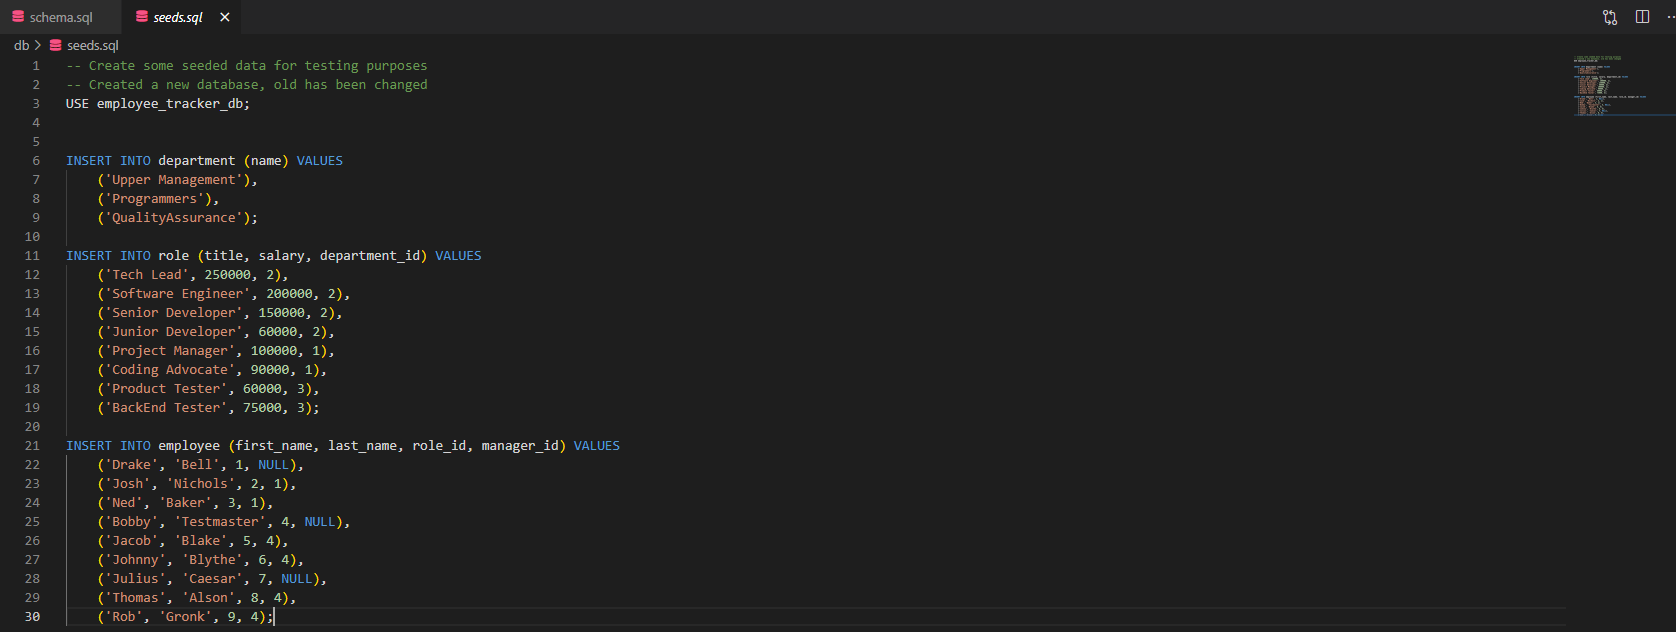 schema.sql
seeds.sql
db > seeds.sql
1 -- Create some seeded data for testing purposes
2 -- Created a new database, old has been changed
3 USE employee_tracker_db;
4
5
6 INSERT INTO department (name) VALUES
7 ('Upper Management'),
8 ('Programmers'),
9 ('QualityAssurance');
10
11 INSERT INTO role (title, salary, department_id) VALUES
12 ('Tech Lead', 250000, 2),
13 ('Software Engineer', 200000, 2),
14 ('Senior Developer', 150000, 2),
15 ('Junior Developer', 60000, 2),
16 ('Project Manager', 100000, 1),
17 ('Coding Advocate', 90000, 1),
18 ('Product Tester', 60000, 3),
19 ('BackEnd Tester', 75000, 3);
20
21 INSERT INTO employee (first_name, last_name, role_id, manager_id) VALUES
22 ('Drake', 'Bell', 1, NULL),
23 ('Josh', 'Nichols', 2, 1),
24 ('Ned', 'Baker', 3, 1),
25 ('Bobby', 'Testmaster', 4, NULL),
26 ('Jacob', 'Blake', 5, 4),
27 ('Johnny', 'Blythe', 6, 4),
28 ('Julius', 'Caesar', 7, NULL),
29 ('Thomas', 'Alson', 8, 4),
30 ('Rob', 'Gronk', 9, 4);